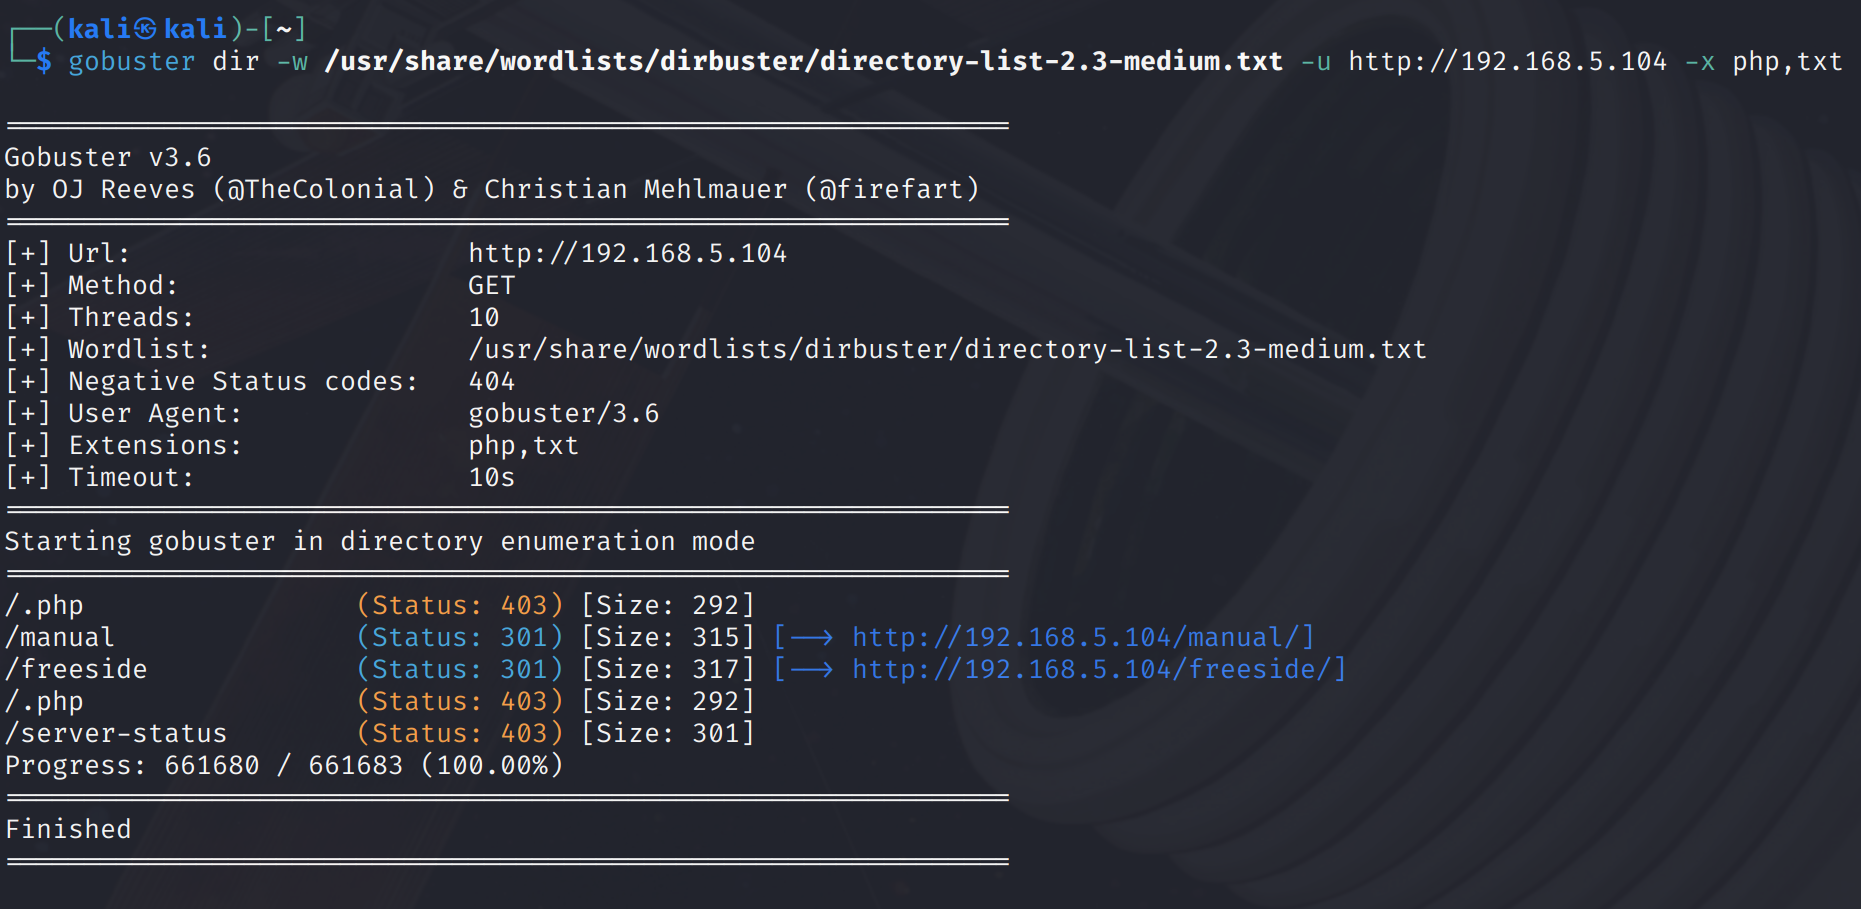 ┌──(kali㉿kali)-[~]
└─$ gobuster dir -w /usr/share/wordlists/dirbuster/directory-list-2.3-medium.txt -u http://192.168.5.104 -x php,txt
===============================================================
Gobuster v3.6
by OJ Reeves (@TheColonial) & Christian Mehlmauer (@firefart)
===============================================================
[+] Url:                     http://192.168.5.104
[+] Method:                  GET
[+] Threads:                 10
[+] Wordlist:                /usr/share/wordlists/dirbuster/directory-list-2.3-medium.txt
[+] Negative Status codes:   404
[+] User Agent:              gobuster/3.6
[+] Extensions:              php,txt
[+] Timeout:                 10s
===============================================================
Starting gobuster in directory enumeration mode
===============================================================
/.php                 (Status: 403) [Size: 292]
/manual               (Status: 301) [Size: 315] [--> http://192.168.5.104/manual/]
/freeside             (Status: 301) [Size: 317] [--> http://192.168.5.104/freeside/]
/.php                 (Status: 403) [Size: 292]
/server-status        (Status: 403) [Size: 301]
Progress: 661680 / 661683 (100.00%)
===============================================================
Finished
===============================================================